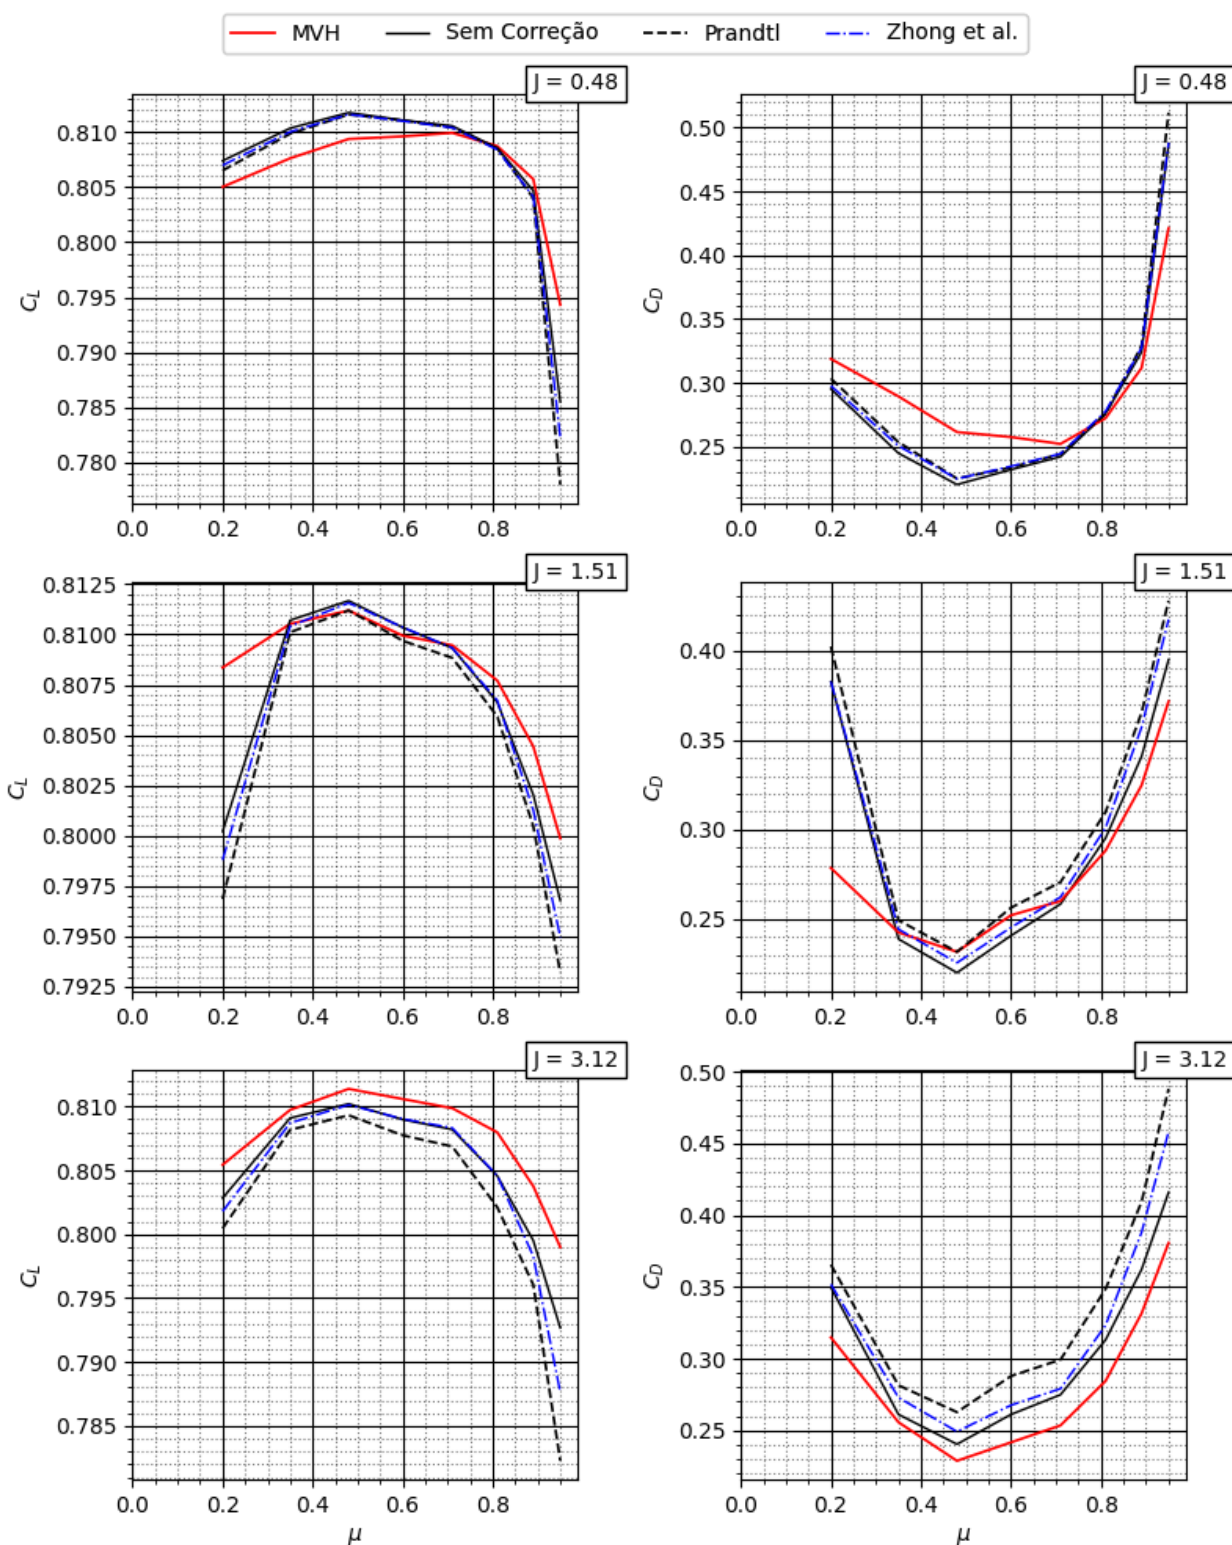 MVH Sem Correção Prandtl Zhong et al.
J = 0.48 J = 0.48
0.810
0.805
0.800
0.795
0.790
0.785
0.780
C_L
0.0 0.2 0.4 0.6 0.8
0.50
0.45
0.40
0.35
0.30
0.25
C_D
0.0 0.2 0.4 0.6 0.8
J = 1.51 J = 1.51
0.8125
0.8100
0.8075
0.8050
0.8025
0.8000
0.7975
0.7950
0.7925
C_L
0.0 0.2 0.4 0.6 0.8
0.40
0.35
0.30
0.25
C_D
0.0 0.2 0.4 0.6 0.8
J = 3.12 J = 3.12
0.810
0.805
0.800
0.795
0.790
0.785
C_L
0.0 0.2 0.4 0.6 0.8
μ
0.50
0.45
0.40
0.35
0.30
0.25
C_D
0.0 0.2 0.4 0.6 0.8
μ